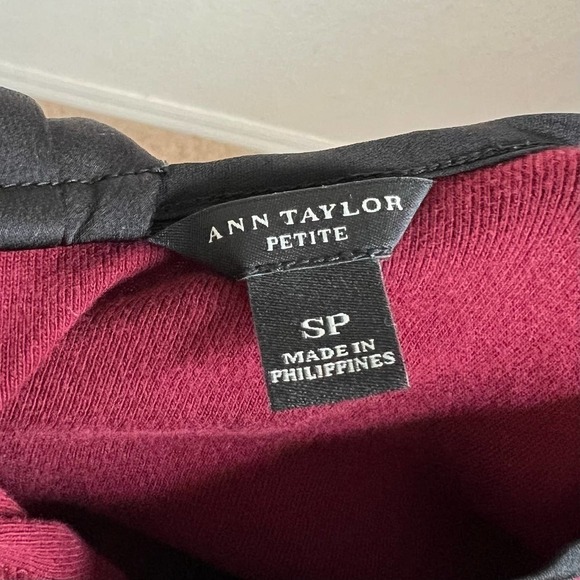 ANN TAYLOR
PETITE
SP
MADE IN
PHILIPPINES